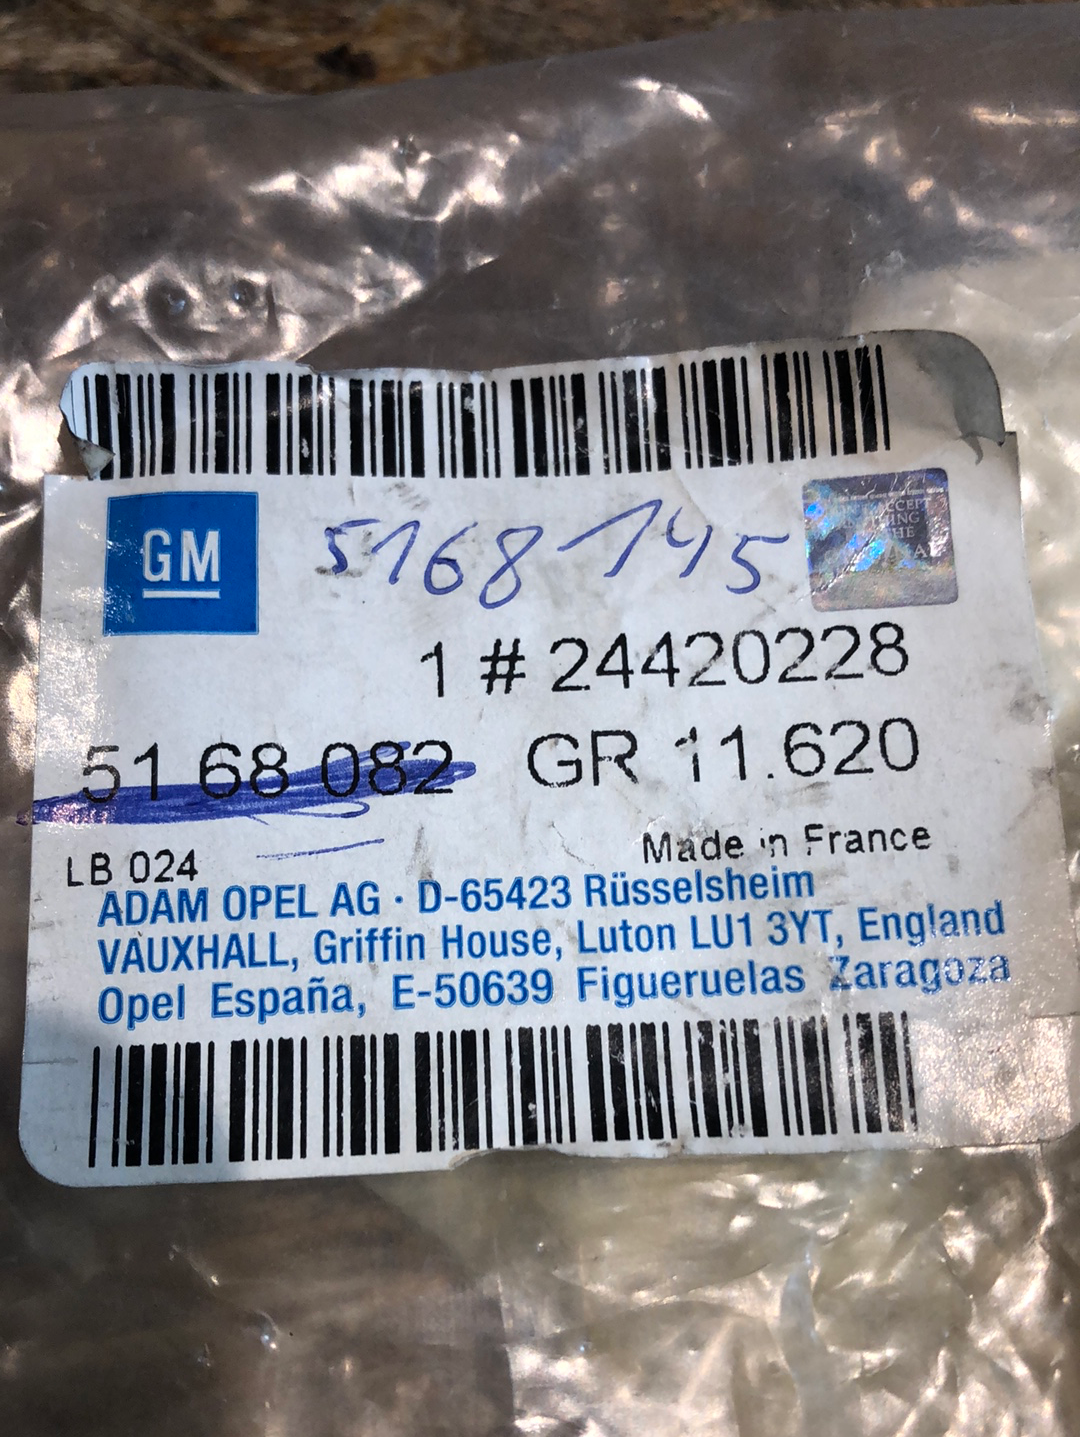 GM
5168145
1 # 24420228
51 68 082 GR 11.620
LB 024
Made in France
ADAM OPEL AG · D-65423 Rüsselsheim
VAUXHALL, Griffin House, Luton LU1 3YT, England
Opel España, E-50639 Figueruelas Zaragoza